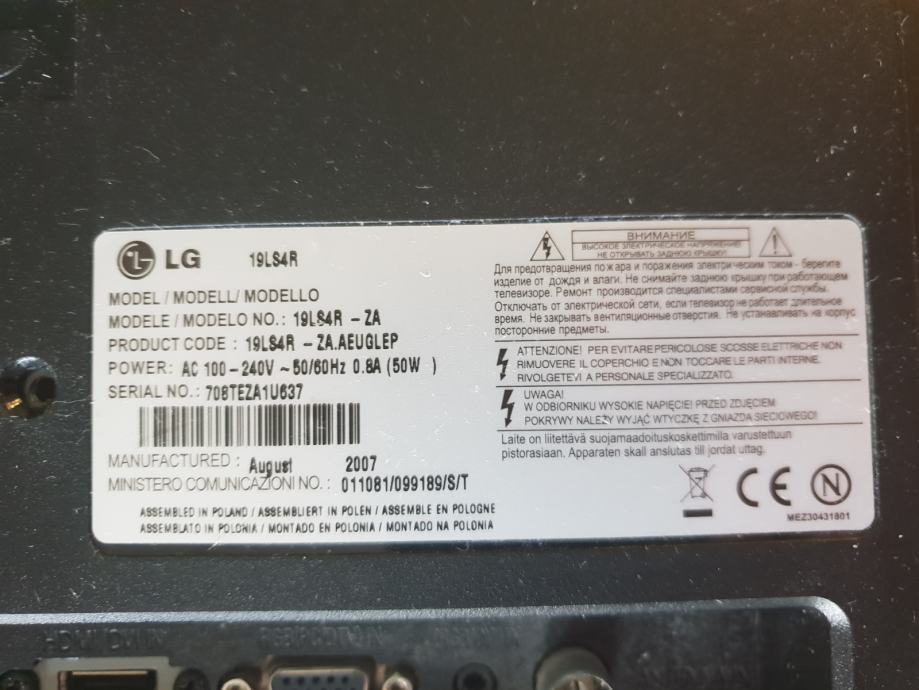 LG 19LS4R
MODEL / MODELL/ MODELLO
MODELE / MODELO NO.: 19LS4R - ZA
PRODUCT CODE : 19LS4R - ZA.AEUGLEP
POWER: AC 100-240V ~50/60Hz 0.8A (50W )
SERIAL NO.: 708TEZA1U637
MANUFACTURED : August 2007
MINISTERO COMUNICAZIONI NO. : 011081/099189/S/T
ASSEMBLED IN POLAND / ASSEMBLIERT IN POLEN / ASSEMBLE EN POLOGNE
ASSEMBLATO IN POLONIA / MONTADO EN POLONIA / MONTADO NA POLONIA
ВНИМАНИЕ
ВЫСОКОЕ ЭЛЕКТРИЧЕСКОЕ НАПРЯЖЕНИЕ!
НЕ ОТКРЫВАТЬ ЗАДНЮЮ КРЫШКУ!
Для предотвращения пожара и поражения электрическим током - берегите
изделие от дождя и влаги. Не снимайте заднюю крышку при работающем
телевизоре. Ремонт производится специалистами сервисной службы.
Отключать от электрической сети, если телевизор не работает длительное
время. Не закрывать вентиляционные отверстия. Не устанавливать на корпус
посторонние предметы.
ATTENZIONE! PER EVITARE PERICOLOSE SCOSSE ELETTRICHE NON
RIMUOVERE IL COPERCHIO E NON TOCCARE LE PARTI INTERNE.
RIVOLGETEVI A PERSONALE SPECIALIZZATO.
UWAGA!
W ODBIORNIKU WYSOKIE NAPIĘCIE! PRZED ZDJĘCIEM
POKRYWY NALEŻY WYJĄĆ WTYCZKĘ Z GNIAZDA SIECIOWEGO!
Laite on liitettävä suojamaadoituskoskettimilla varustettuun
pistorasiaan. Apparaten skall anslutas till jordat uttag.
CE N
MEZ30431801